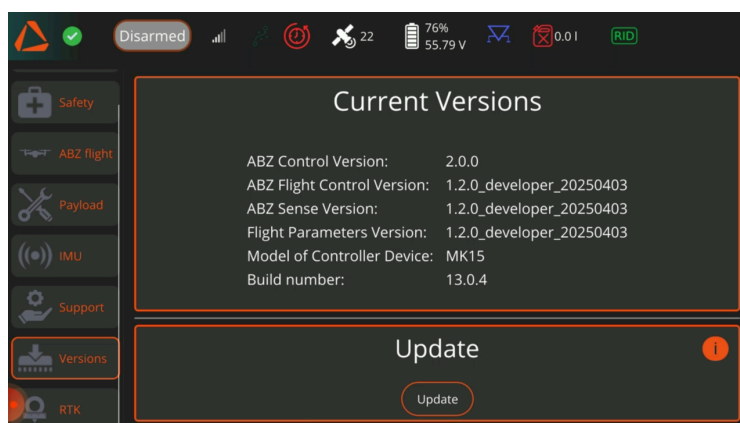 Disarmed
22
76%
55.79 V
0.0 l
RID
Safety
ABZ flight
Payload
IMU
Support
Versions
RTK
Current Versions
ABZ Control Version: 2.0.0
ABZ Flight Control Version: 1.2.0_developer_20250403
ABZ Sense Version: 1.2.0_developer_20250403
Flight Parameters Version: 1.2.0_developer_20250403
Model of Controller Device: MK15
Build number: 13.0.4
Update
i
Update